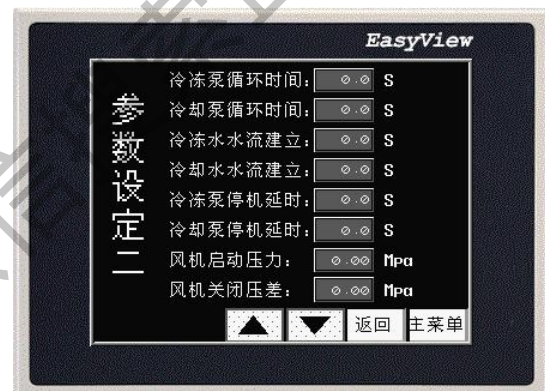 EasyView
参数设定二
冷冻泵循环时间: 0.0 S
冷却泵循环时间: 0.0 S
冷冻水水流建立: 0.0 S
冷却水水流建立: 0.0 S
冷冻泵停机延时: 0.0 S
冷却泵停机延时: 0.0 S
风机启动压力: 0.00 Mpa
风机关闭压差: 0.00 Mpa
返回 主菜单